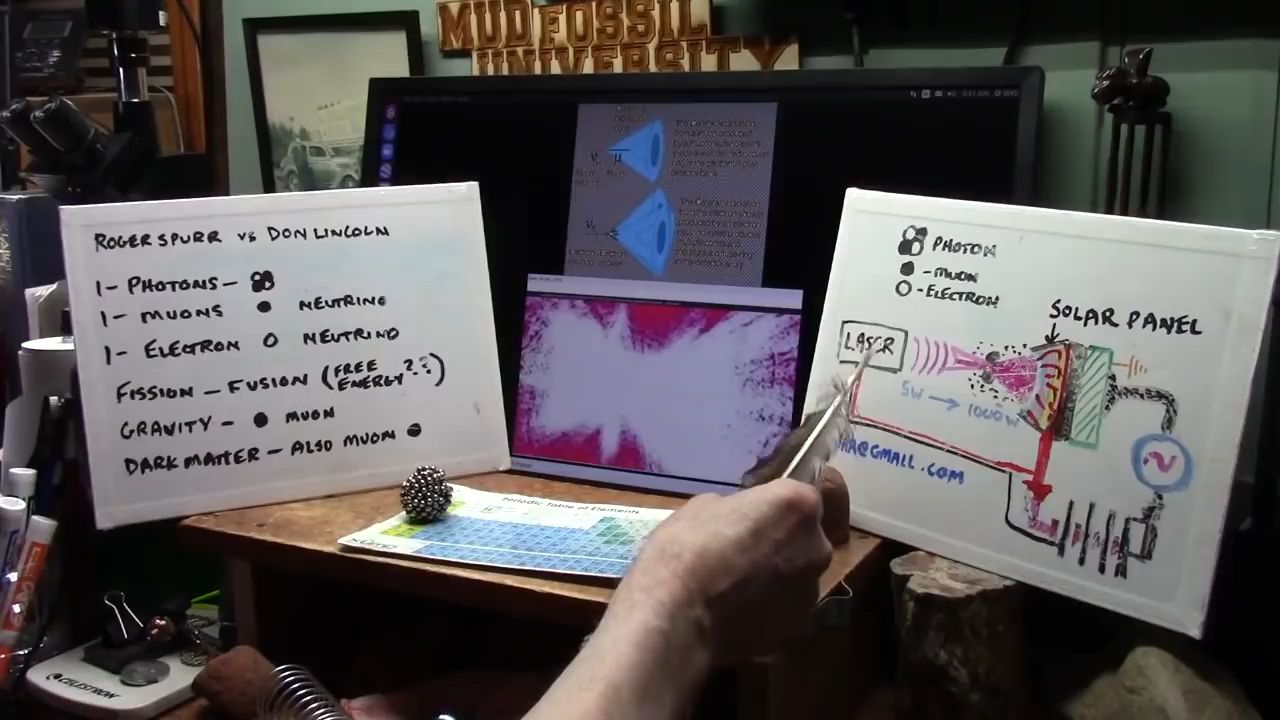 MUD FOSSIL
UNIVERSITY
ROGER SPURR VS DON LINCOLN
1- PHOTONS -
1- MUONS NEUTRINO
1- ELECTRON NEUTRINO
FISSION - FUSION (FREE ENERGY???)
GRAVITY - MUON
DARK MATTER - ALSO MUON
PHOTON
- MUON
- ELECTRON
SOLAR PANEL
LASER
5W → 1000W
@GMAIL.COM
Periodic Table of Elements
CELESTRON